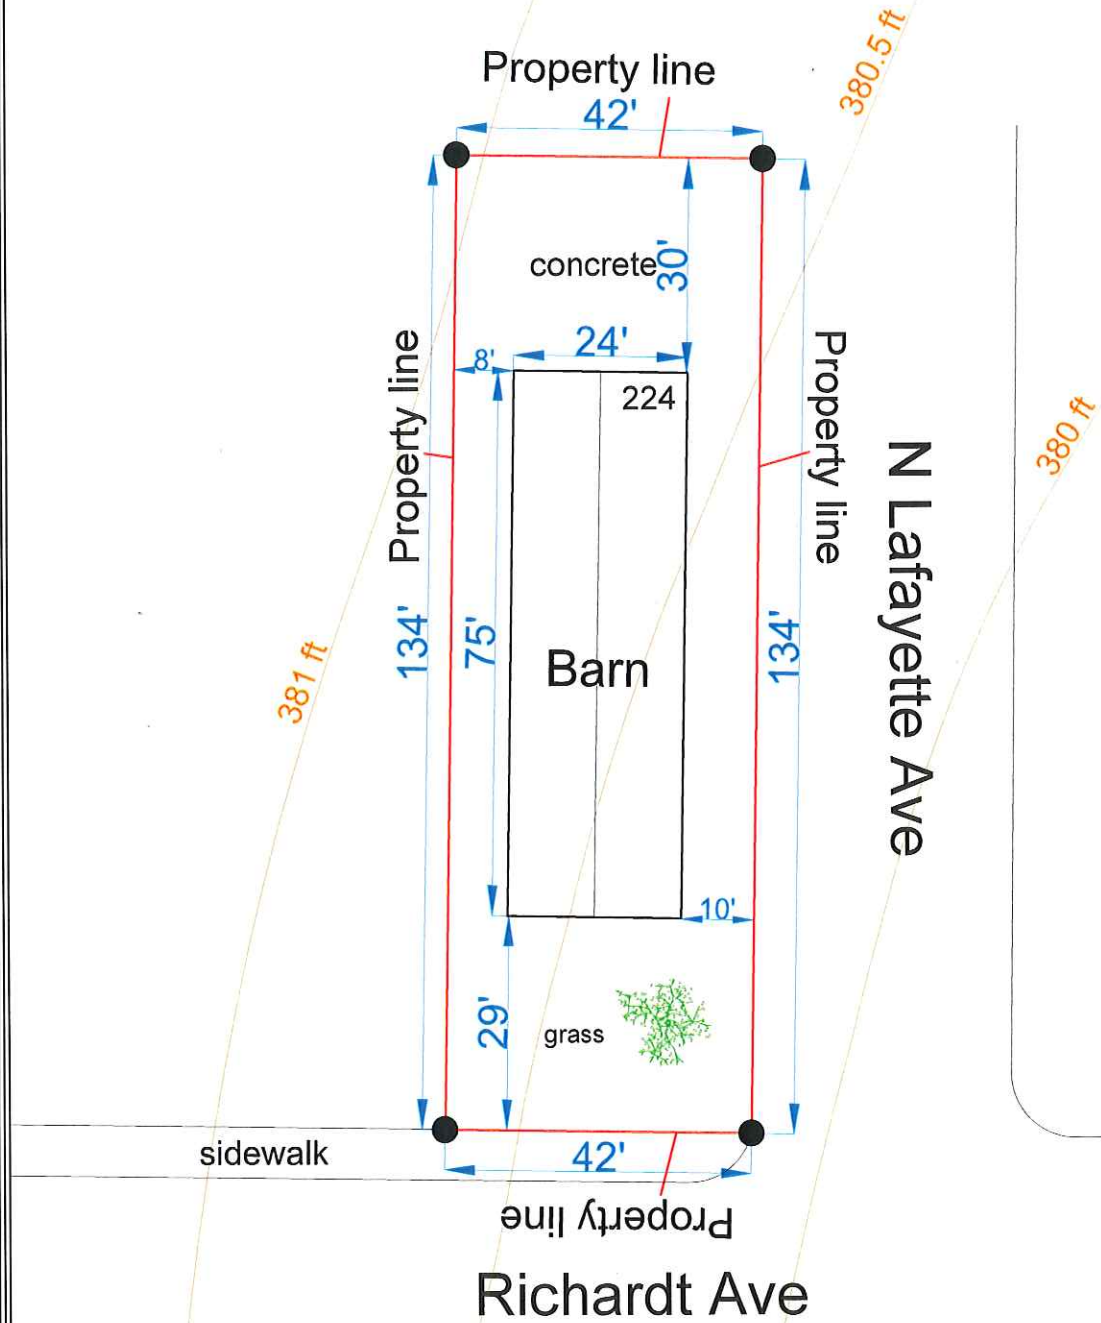 Property line
380.5 ft
42'
concrete
30'
24'
8'
224
Property line
Property line
380 ft
N Lafayette Ave
134'
75'
134'
Barn
381 ft
10'
29'
grass
sidewalk
42'
Property line
Richardt Ave